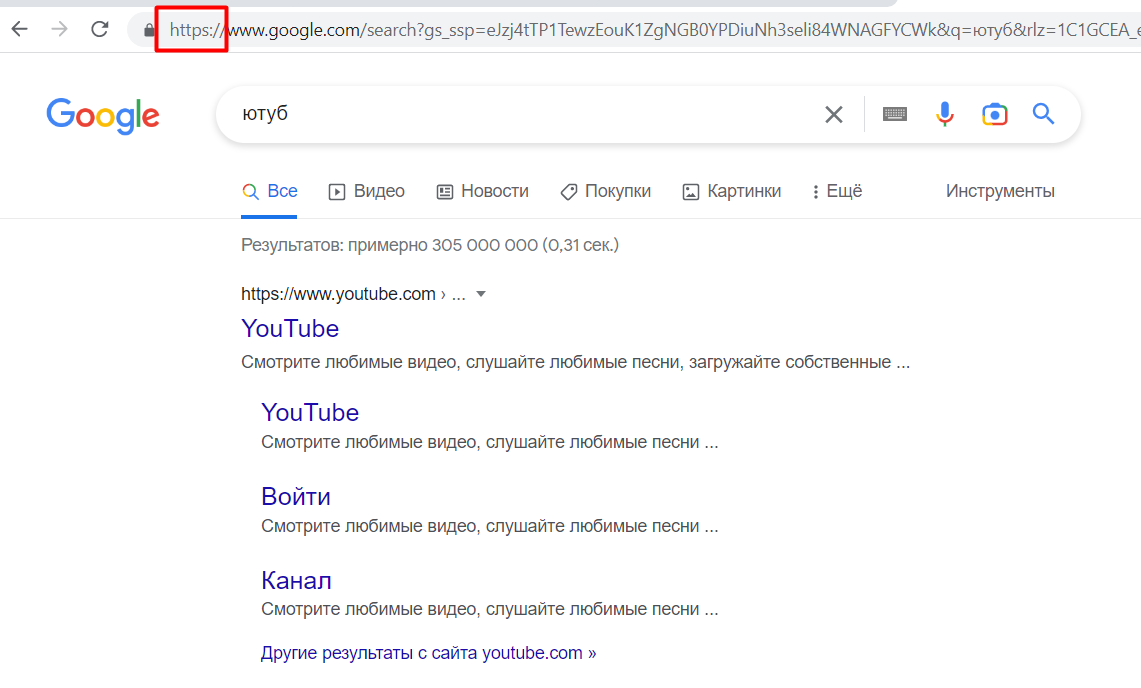 https://www.google.com/search?gs_ssp=eJzj4tTP1TewzEouK1ZgNGB0YPDiuNh3seli84WNAGFYCWk&q=ютуб&rlz=1C1GCEA_e
Google
ютуб
Все Видео Новости Покупки Картинки Ещё Инструменты
Результатов: примерно 305 000 000 (0,31 сек.)
https://www.youtube.com › ...
YouTube
Смотрите любимые видео, слушайте любимые песни, загружайте собственные ...
YouTube
Смотрите любимые видео, слушайте любимые песни ...
Войти
Смотрите любимые видео, слушайте любимые песни ...
Канал
Смотрите любимые видео, слушайте любимые песни ...
Другие результаты с сайта youtube.com »